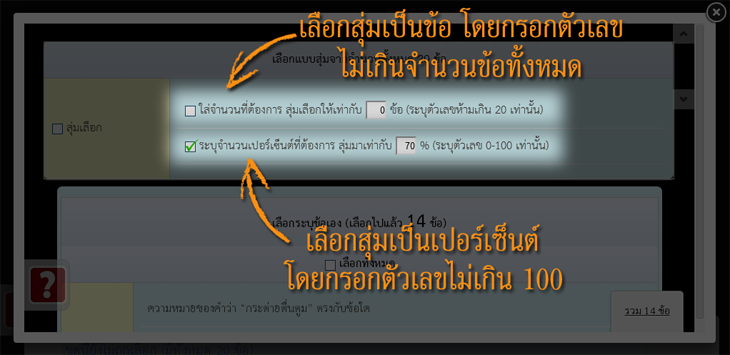 เลือกสุ่มเป็นข้อ โดยกรอกตัวเลข
ไม่เกินจำนวนข้อทั้งหมด
สุ่มเลือก
ใส่จำนวนที่ต้องการ สุ่มเลือกให้เท่ากับ 0 ข้อ (ระบุตัวเลขห้ามเกิน 20 เท่านั้น)
ระบุจำนวนเปอร์เซ็นต์ที่ต้องการ สุ่มมาเท่ากับ 70 % (ระบุตัวเลข 0-100 เท่านั้น)
เลือกระบุข้อเอง (เลือกไปแล้ว 14 ข้อ)
เลือกสุ่มเป็นเปอร์เซ็นต์
เลือกทั้งหมด
โดยกรอกตัวเลขไม่เกิน 100
?
ความหมายของคำว่า "กระต่ายตื่นตูม" ตรงกับข้อใด
รวม 14 ข้อ